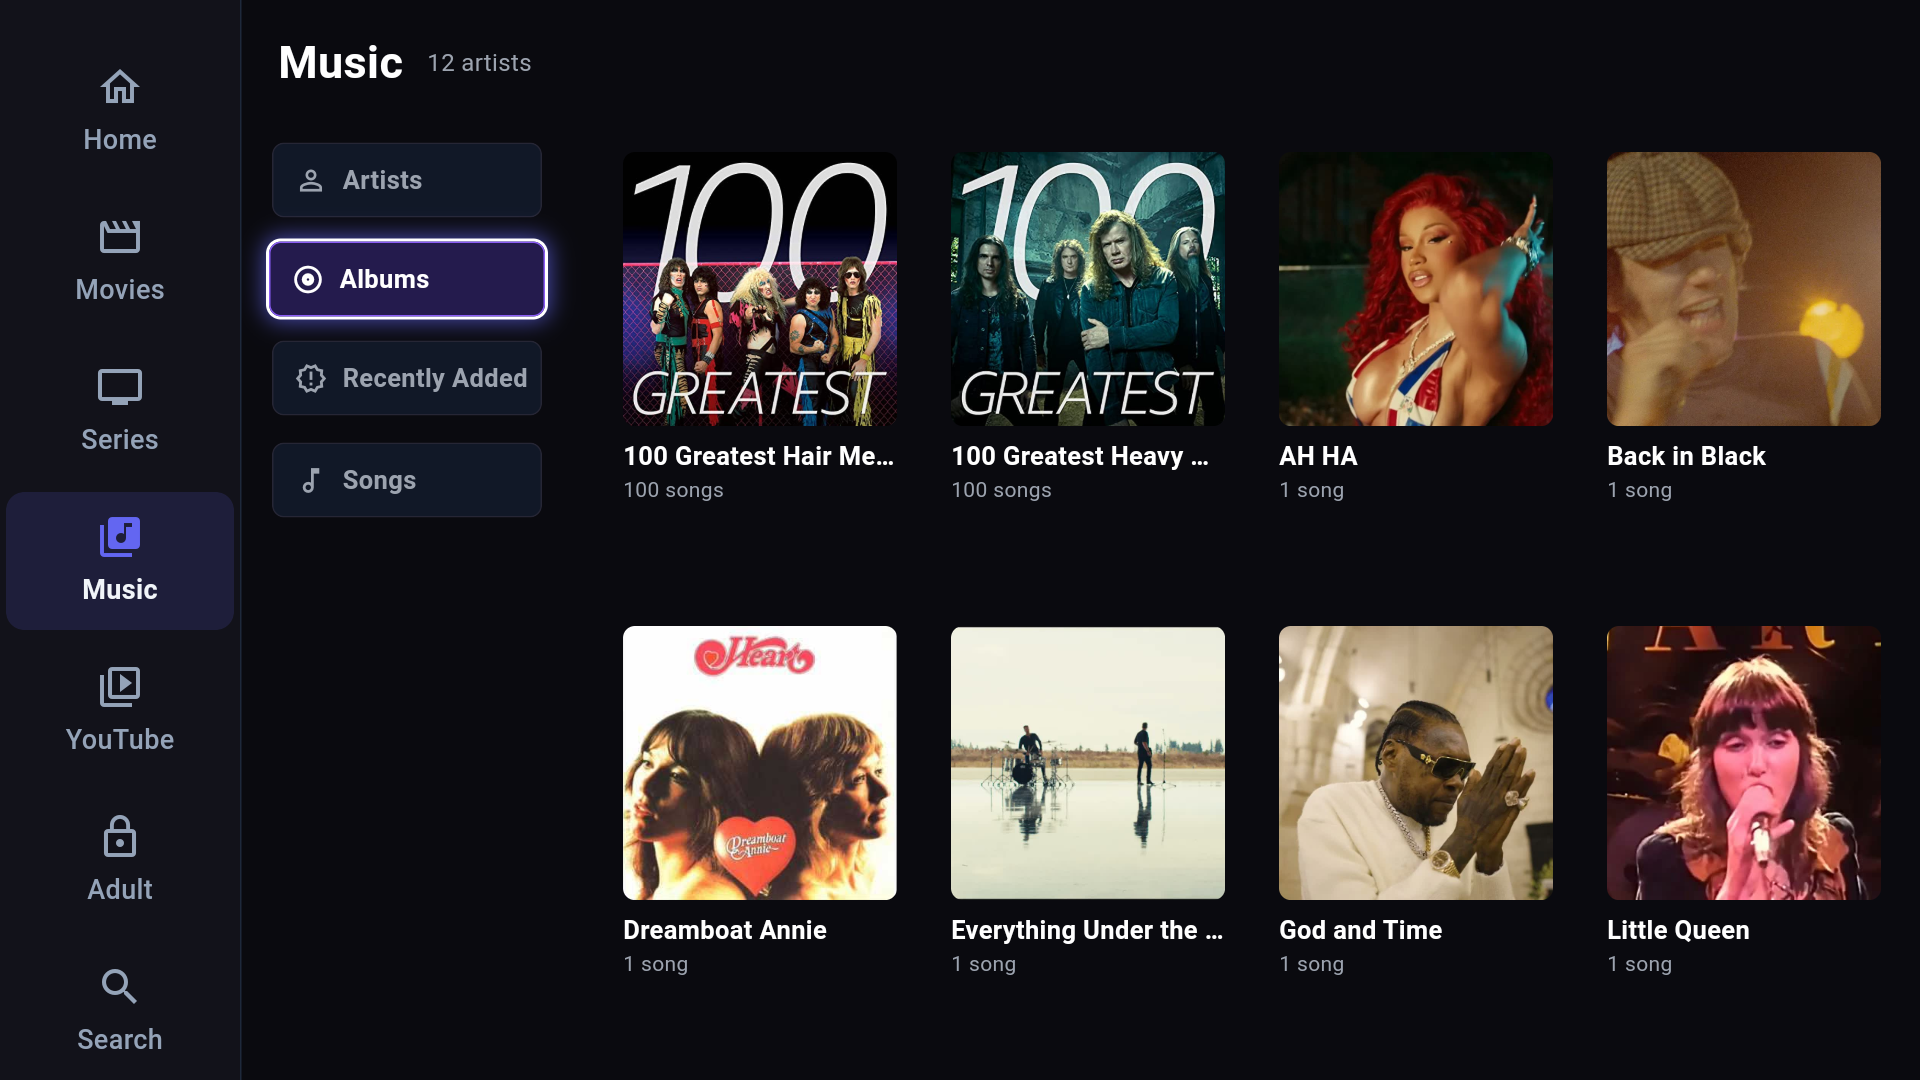 Music
12 artists
Home
Movies
Series
Music
YouTube
Adult
Search
Artists
Albums
Recently Added
Songs
100
GREATEST
100 Greatest Hair Me...
100 songs
100
GREATEST
100 Greatest Heavy ...
100 songs
AH HA
1 song
Back in Black
1 song
Heart
Dreamboat
Annie
Dreamboat Annie
1 song
Everything Under the ...
1 song
God and Time
1 song
Little Queen
1 song